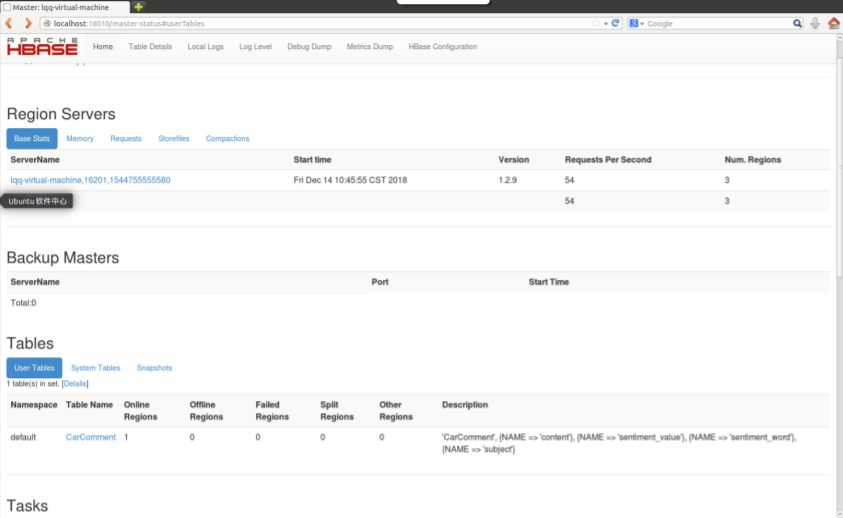 Master: lqq-virtual-machine
localhost:16010/master-status#userTables
Google
APACHE
HBASE
Home Table Details Local Logs Log Level Debug Dump Metrics Dump HBase Configuration
Region Servers
Base Stats Memory Requests Storefiles Compactions
ServerName Start time Version Requests Per Second Num. Regions
lqq-virtual-machine,16201,1544755555580 Fri Dec 14 10:45:55 CST 2018 1.2.9 54 3
Ubuntu 软件中心 54 3
Backup Masters
ServerName Port Start Time
Total:0
Tables
User Tables System Tables Snapshots
1 table(s) in set. [Details]
Namespace Table Name Online Regions Offline Regions Failed Regions Split Regions Other Regions Description
default CarComment 1 0 0 0 0 'CarComment', {NAME => 'content'}, {NAME => 'sentiment_value'}, {NAME => 'sentiment_word'},
{NAME => 'subject'}
Tasks